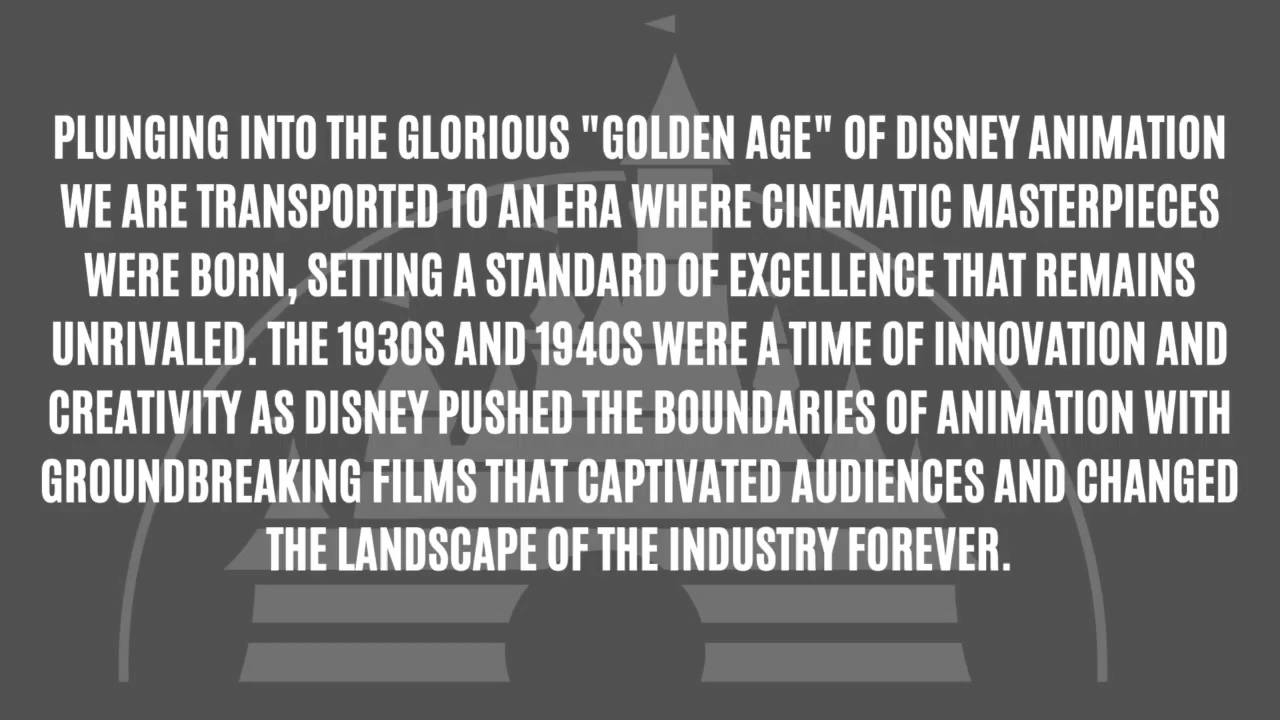 PLUNGING INTO THE GLORIOUS "GOLDEN AGE" OF DISNEY ANIMATION
WE ARE TRANSPORTED TO AN ERA WHERE CINEMATIC MASTERPIECES
WERE BORN, SETTING A STANDARD OF EXCELLENCE THAT REMAINS
UNRIVALED. THE 1930S AND 1940S WERE A TIME OF INNOVATION AND
CREATIVITY AS DISNEY PUSHED THE BOUNDARIES OF ANIMATION WITH
GROUNDBREAKING FILMS THAT CAPTIVATED AUDIENCES AND CHANGED
THE LANDSCAPE OF THE INDUSTRY FOREVER.